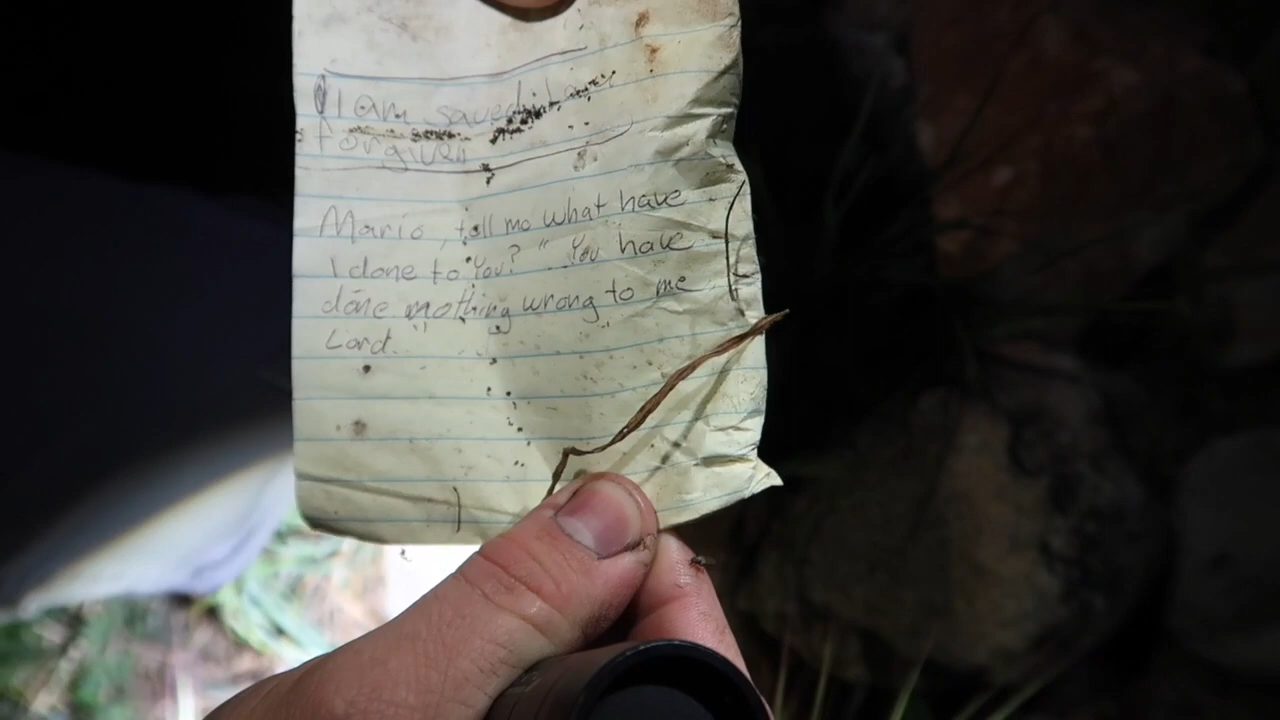 I am saved I am
forgiven
Mario, tell me what have
I done to You? " You have
done nothing wrong to me
Lord. "